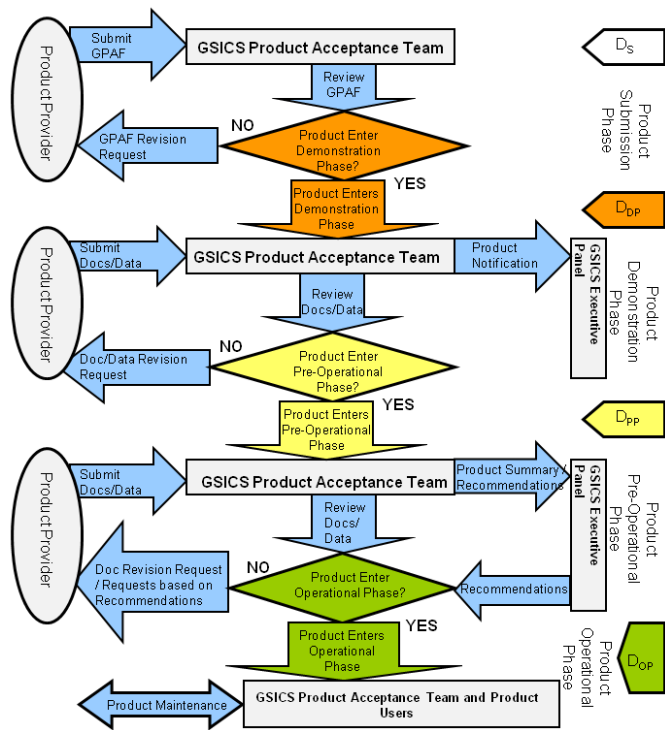 Submit
GPAF
GSICS Product Acceptance Team
Product Provider
Review
GPAF
NO
GPAF Revision
Request
Product Enter
Demonstration
Phase?
YES
Product Enters
Demonstration
Phase
DS
Product
Submission
Phase
DDP
Submit
Docs/Data
GSICS Product Acceptance Team
Product
Notification
GSICS Executive
Panel
Product
Demonstration
Phase
Product Provider
Review
Docs/Data
NO
Doc/Data Revision
Request
Product Enter
Pre-Operational
Phase?
YES
Product Enters
Pre-Operational
Phase
DPP
Submit
Docs/Data
GSICS Product Acceptance Team
Product Summary /
Recommendations
GSICS Executive
Panel
Product
Pre-Operational
Phase
Product Provider
Review
Docs/
Data
NO
Doc Revision Request
/ Requests based on
Recommendations
Product Enter
Operational Phase?
Recommendations
YES
Product Enters
Operational
Phase
DOP
Product
Operational
Phase
Product Maintenance
GSICS Product Acceptance Team and Product
Users